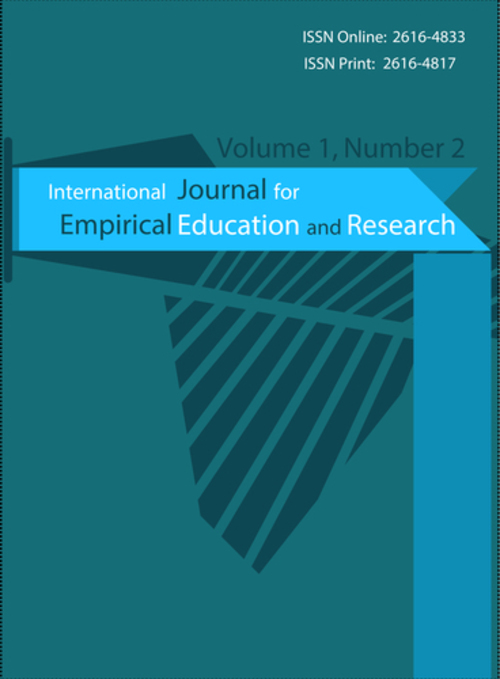 ISSN Online: 2616-4833
ISSN Print: 2616-4817
Volume 1, Number 2
International Journal for
Empirical Education and Research